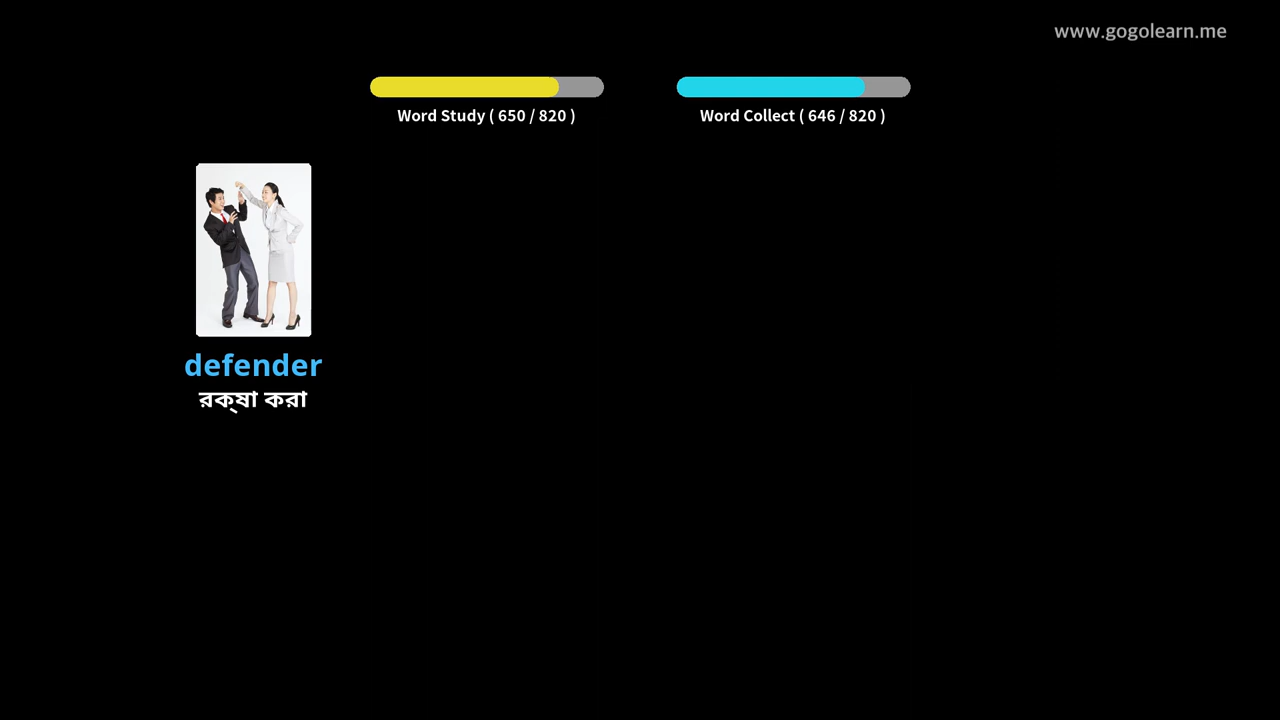 www.gogolearn.me
Word Study ( 650 / 820 )
Word Collect ( 646 / 820 )
defender
রক্ষা করা